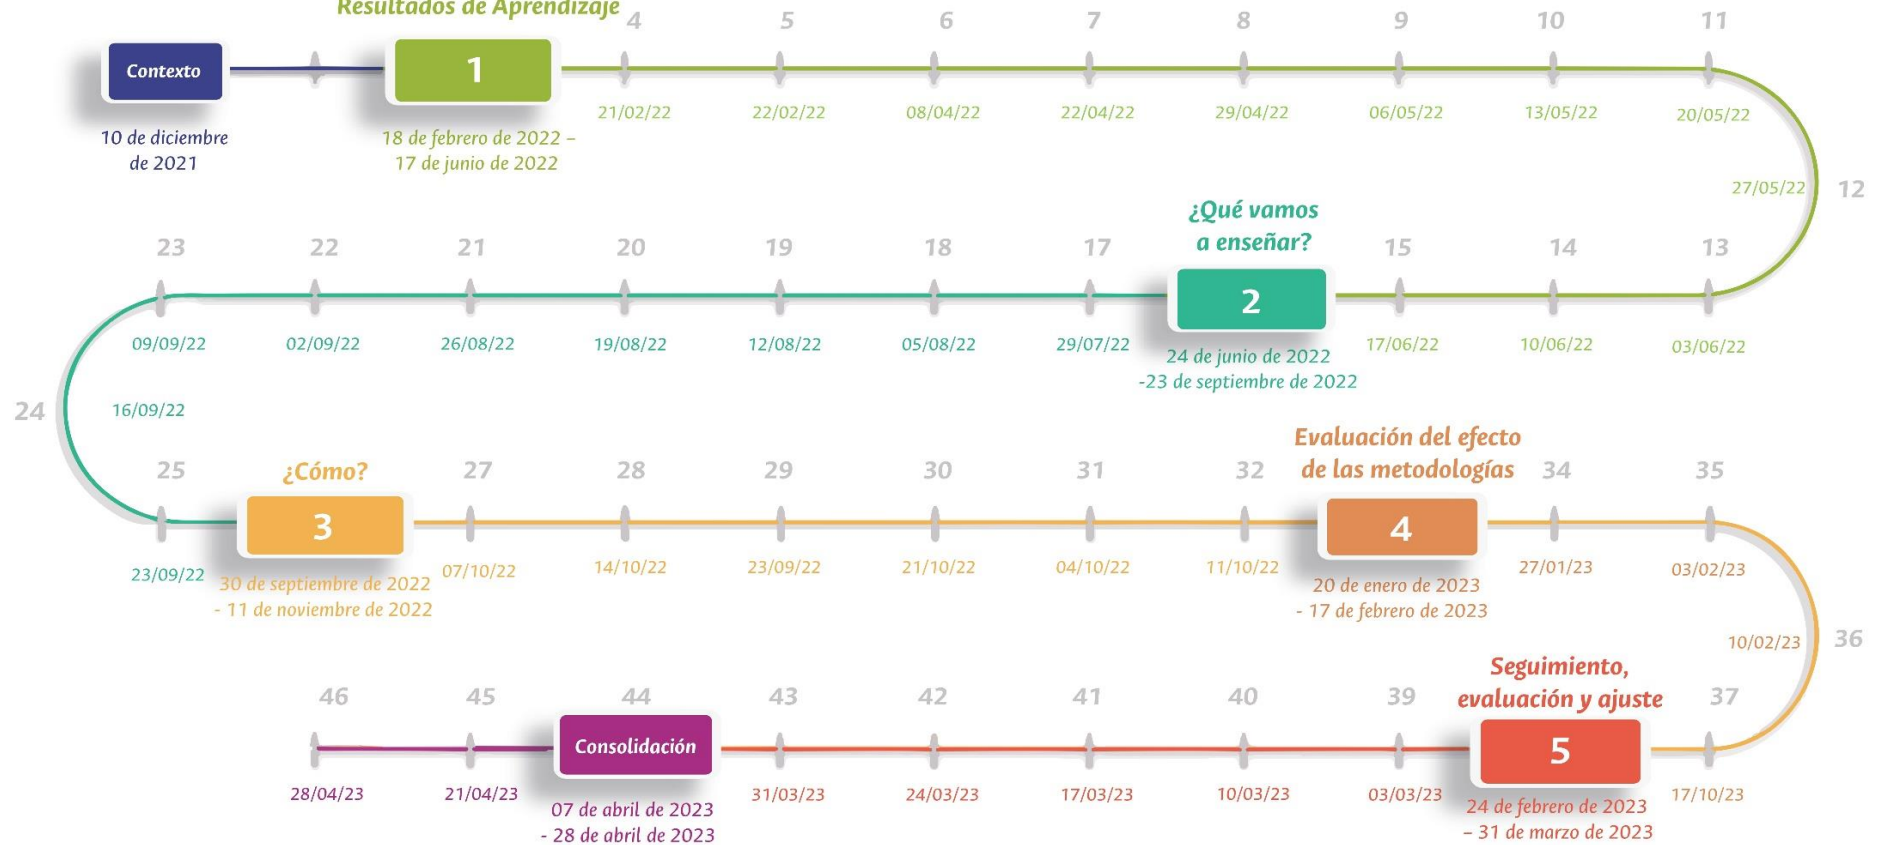 Resultados de Aprendizaje
4 5 6 7 8 9 10 11
Contexto
1
10 de diciembre
de 2021
18 de febrero de 2022 –
17 de junio de 2022
21/02/22 22/02/22 08/04/22 22/04/22 29/04/22 06/05/22 13/05/22 20/05/22
27/05/22 12
¿Qué vamos
a enseñar?
23 22 21 20 19 18 17 15 14 13
2
09/09/22 02/09/22 26/08/22 19/08/22 12/08/22 05/08/22 29/07/22 17/06/22 10/06/22 03/06/22
24 de junio de 2022
-23 de septiembre de 2022
24 16/09/22
Evaluación del efecto
de las metodologías
25 ¿Cómo? 27 28 29 30 31 32 34 35
3
4
23/09/22 07/10/22 14/10/22 23/09/22 21/10/22 04/10/22 11/10/22 27/01/23 03/02/23
30 de septiembre de 2022
- 11 de noviembre de 2022
20 de enero de 2023
- 17 de febrero de 2023
10/02/23 36
Seguimiento,
evaluación y ajuste
46 45 44 43 42 41 40 39 37
Consolidación
5
28/04/23 21/04/23 31/03/23 24/03/23 17/03/23 10/03/23 03/03/23 17/10/23
07 de abril de 2023
- 28 de abril de 2023
24 de febrero de 2023
– 31 de marzo de 2023